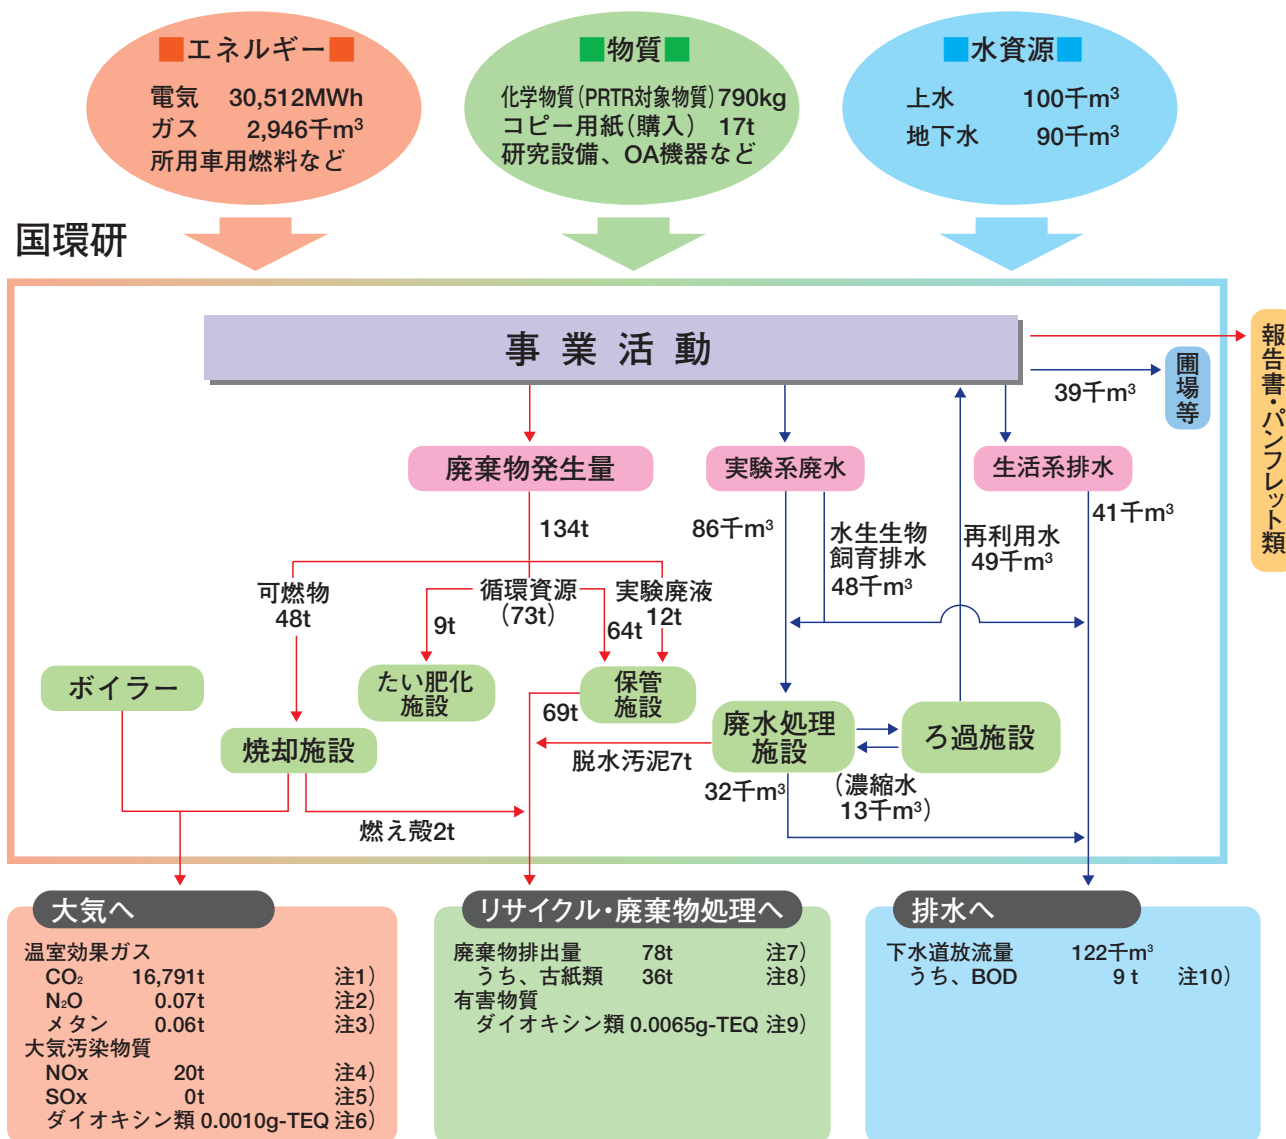 ■エネルギー■
電気 30,512MWh
ガス 2,946千m³
所用車用燃料など
■物質■
化学物質(PRTR対象物質)790kg
コピー用紙(購入) 17t
研究設備、OA機器など
■水資源■
上水 100千m³
地下水 90千m³
国環研
事業活動
報告書・パンフレット類
圃場等
39千m³
廃棄物発生量
実験系廃水
生活系排水
134t
86千m³
水生生物
飼育排水
48千m³
再利用水
49千m³
41千m³
可燃物
48t
循環資源
(73t)
実験廃液
12t
9t
64t
ボイラー
たい肥化
施設
保管
施設
69t
焼却施設
廃水処理
施設
ろ過施設
脱水汚泥7t
32千m³
(濃縮水
13千m³)
燃え殻2t
大気へ
温室効果ガス
CO₂ 16,791t 注1)
N₂O 0.07t 注2)
メタン 0.06t 注3)
大気汚染物質
NOx 20t 注4)
SOx 0t 注5)
ダイオキシン類 0.0010g-TEQ 注6)
リサイクル・廃棄物処理へ
廃棄物排出量 78t 注7)
うち、古紙類 36t 注8)
有害物質
ダイオキシン類 0.0065g-TEQ 注9)
排水へ
下水道放流量 122千m³
うち、BOD 9 t 注10)